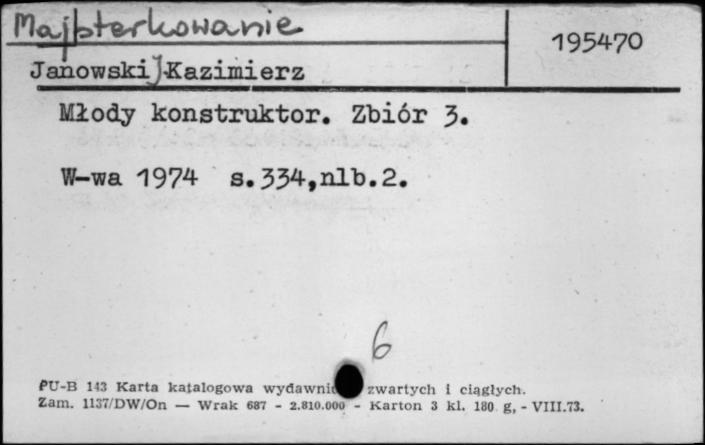 Majsterkowanie
195470
Janowski Kazimierz
Młody konstruktor. Zbiór 3.
W-wa 1974 s.334,nlb.2.
6
PU-B 143 Karta katalogowa zwartych i ciągłych.
Zam. 1137/DW/On — Wrak 687 - 2.810.000 - Karton 3 kl. 180 g, - VIII.73.